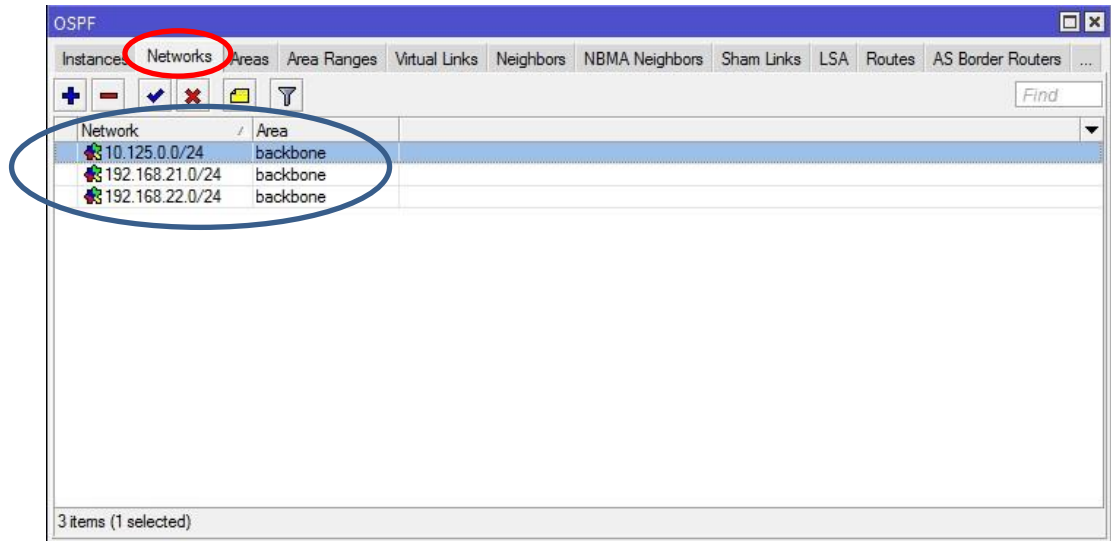 OSPF
Instances Networks Areas Area Ranges Virtual Links Neighbors NBMA Neighbors Sham Links LSA Routes AS Border Routers ...
Find
Network Area
10.125.0.0/24 backbone
192.168.21.0/24 backbone
192.168.22.0/24 backbone
3 items (1 selected)